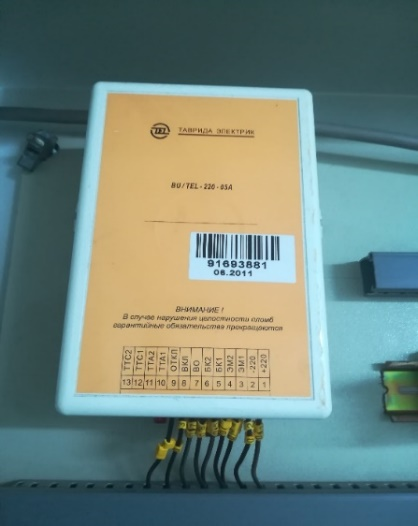 TEL ТАВРИДА ЭЛЕКТРИК
BU/TEL-220-05A
91693881
06.2011
ВНИМАНИЕ!
В случае нарушения целостности пломб
гарантийные обязательства прекращаются
ТТС2 ТТС1 ТТА2 ТТА1 ОТКЛ ВКЛ ВО БК2 БК1 ЭМ2 ЭМ1 -220 +220
13 12 11 10 9 8 7 6 5 4 3 2 1